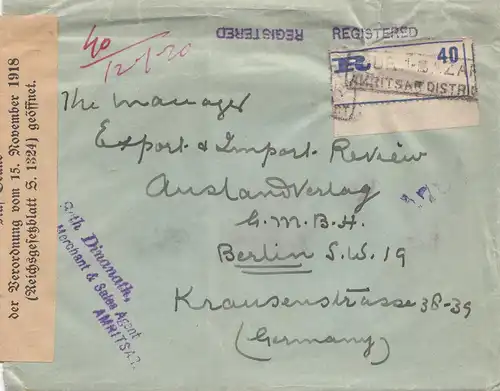 40
12-1-20
REGISTERED
REGISTERED
R
40
AMRITSAR DISTRI
The Manager
Export & Import Review
Auslandverlag
G.M.B.H.
Berlin S.W. 19
Krausenstrasse 38-39
(Germany)
Dinanath,
Merchant & Sales Agent
AMRITSAR.
der Verordnung vom 15. November 1918
(Reichsgesetzblatt S. 1324) geöffnet.